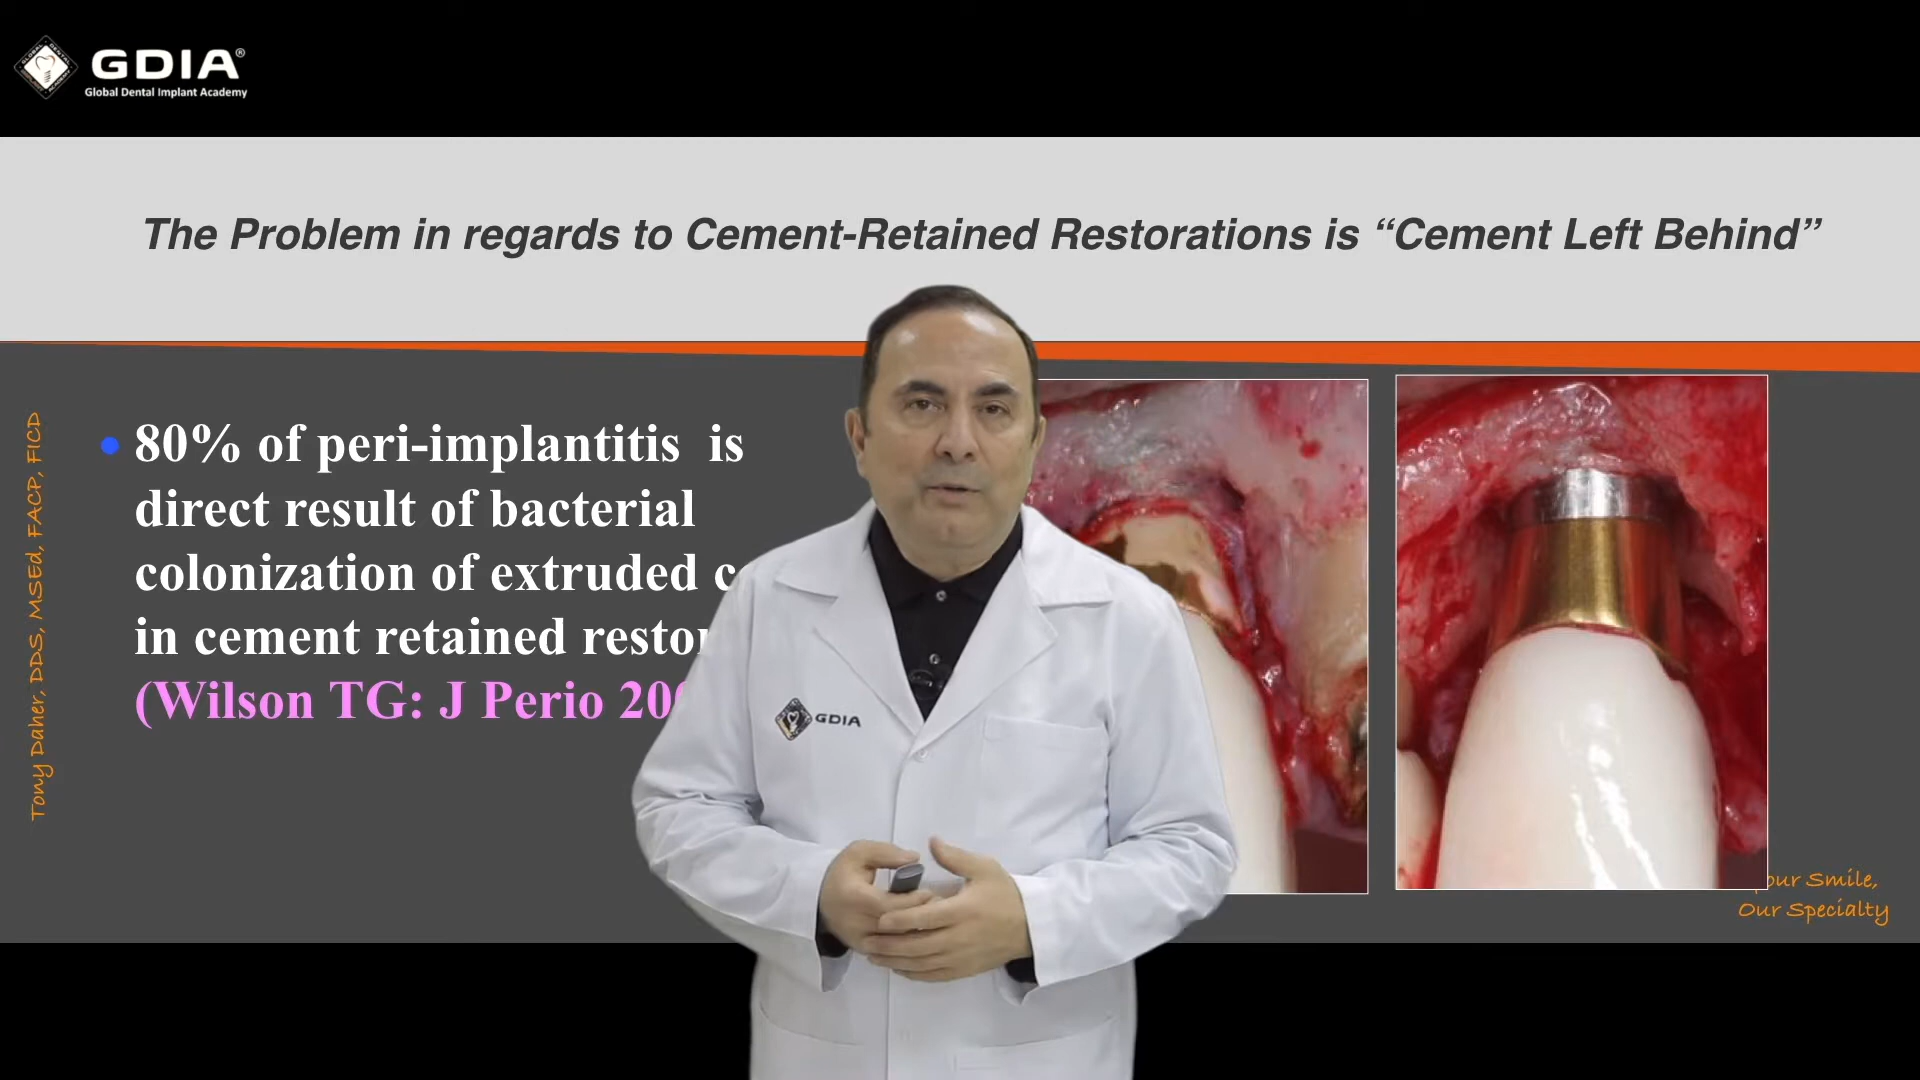 GDIA®
Global Dental Implant Academy
The Problem in regards to Cement-Retained Restorations is “Cement Left Behind”
80% of peri-implantitis is
direct result of bacterial
colonization of extruded
in cement retained
(Wilson TG: J Perio
Tony Daher, DDS, MSEd, FACP, FICD
GDIA
Your Smile,
Our Specialty